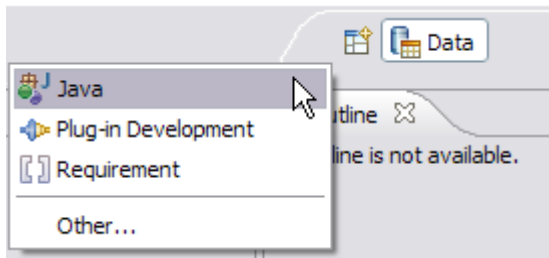 Data
Java
Plug-in Development
Requirement
Other...
utline
line is not available.